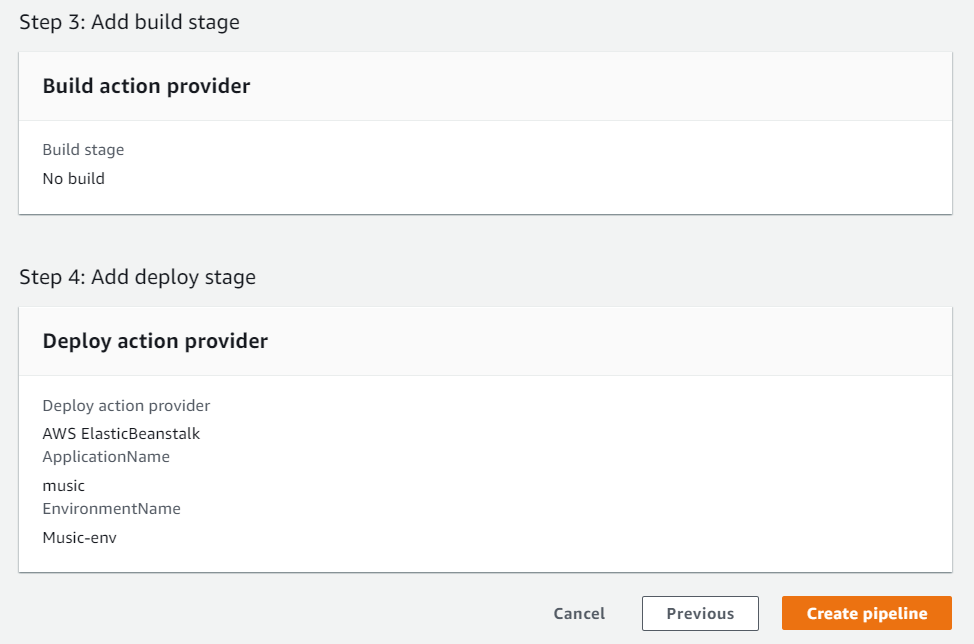 Step 3: Add build stage
Build action provider
Build stage
No build
Step 4: Add deploy stage
Deploy action provider
Deploy action provider
AWS ElasticBeanstalk
ApplicationName
music
EnvironmentName
Music-env
Cancel Previous Create pipeline